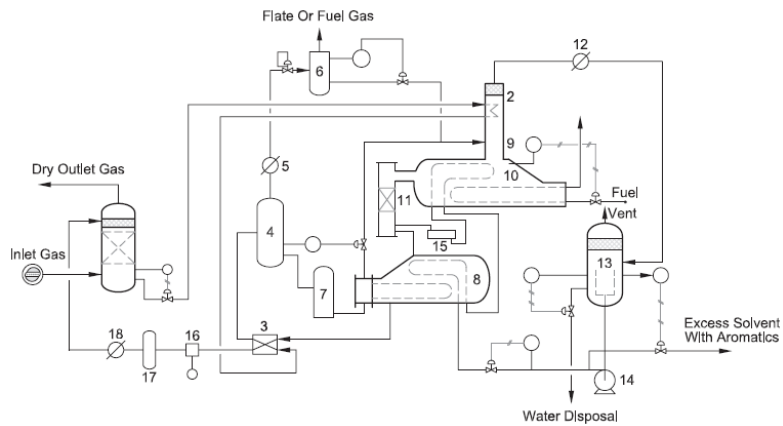 Flate Or Fuel Gas
12
6
2
9
5
Dry Outlet Gas
10
Fuel
11
Vent
4
15
Inlet Gas
13
8
7
3
18
16
Excess Solvent
With Aromatics
17
14
Water Disposal